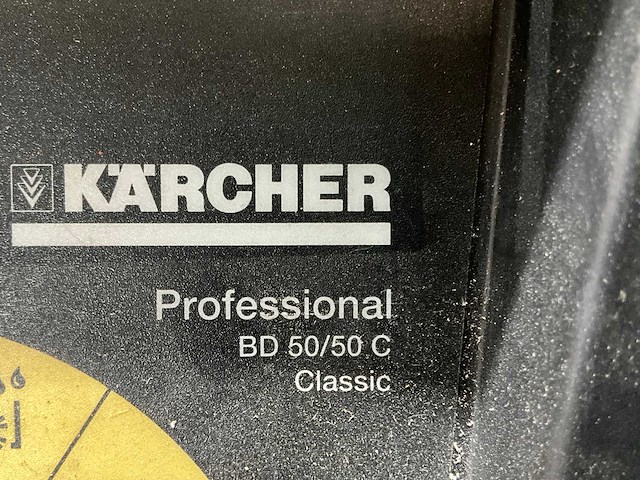 KÄRCHER
Professional
BD 50/50 C
Classic